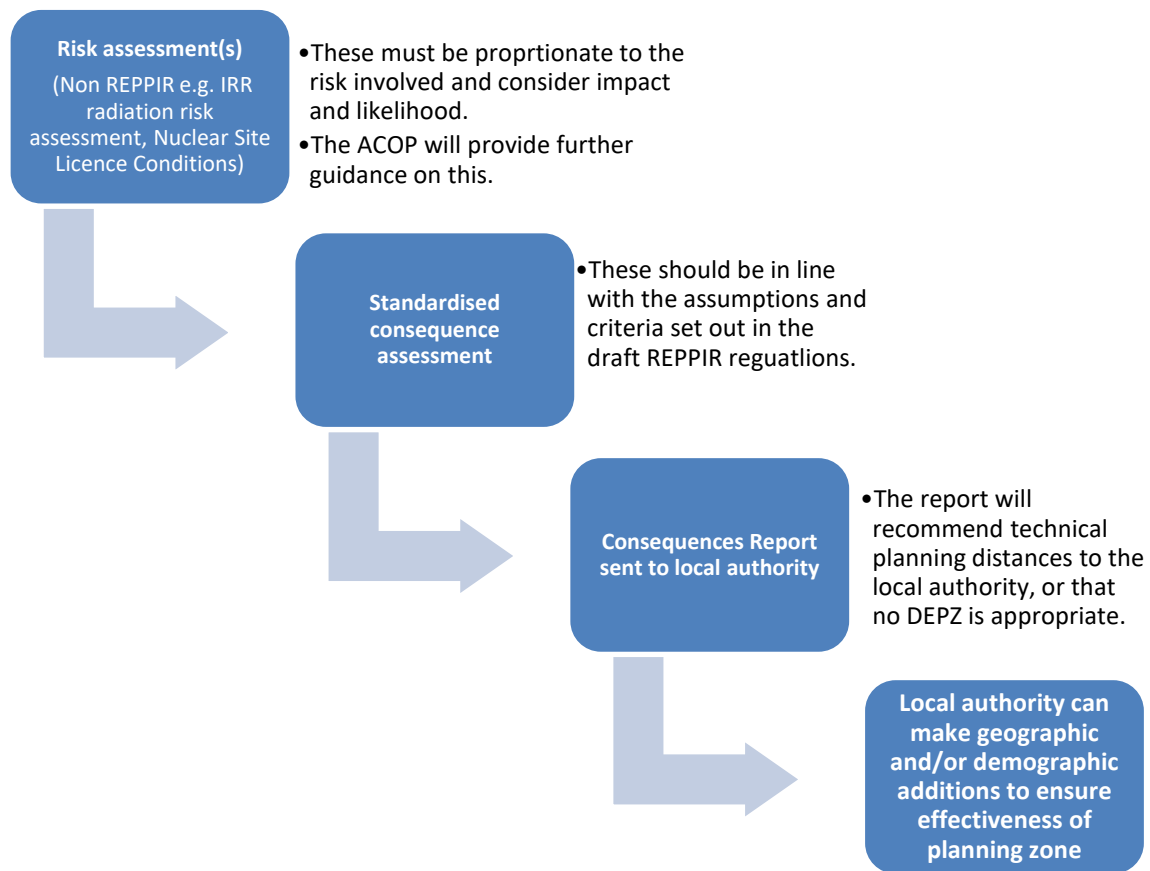 Risk assessment(s)
(Non REPPIR e.g. IRR
radiation risk
assessment, Nuclear Site
Licence Conditions)
•These must be proprtionate to the
risk involved and consider impact
and likelihood.
•The ACOP will provide further
guidance on this.
Standardised
consequence
assessment
•These should be in line
with the assumptions and
criteria set out in the
draft REPPIR reguatlions.
Consequences Report
sent to local authority
•The report will
recommend technical
planning distances to the
local authority, or that
no DEPZ is appropriate.
Local authority can
make geographic
and/or demographic
additions to ensure
effectiveness of
planning zone